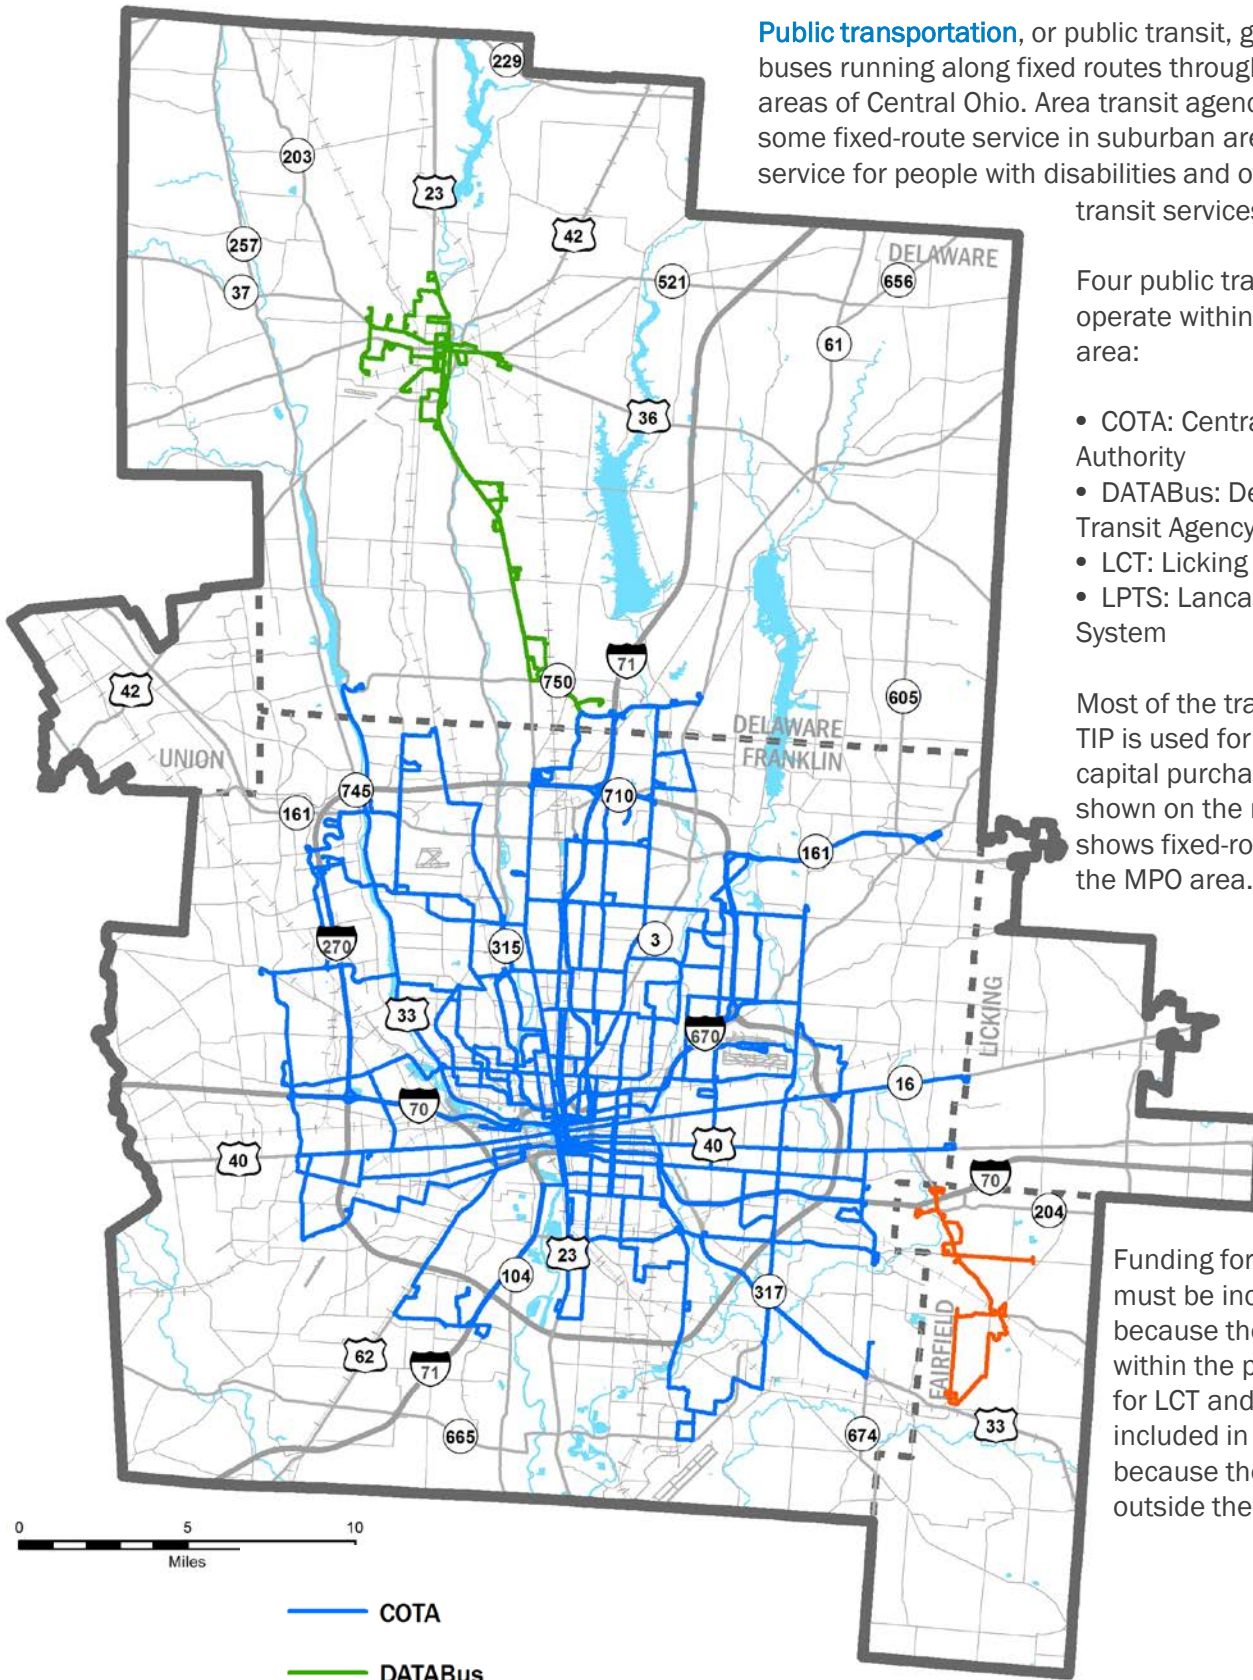 Public transportation, or public transit, g
buses running along fixed routes through
areas of Central Ohio. Area transit agenc
some fixed-route service in suburban are
service for people with disabilities and o
transit services
Four public tra
operate within
area:
• COTA: Centra
Authority
• DATABus: De
Transit Agency
• LCT: Licking
• LPTS: Lanca
System
Most of the tra
TIP is used for
capital purcha
shown on the
shows fixed-ro
the MPO area.
Funding for
must be inc
because the
within the p
for LCT and
included in
because the
outside the
229
203
23
42
257
37
DELAWARE
521
656
61
36
42
UNION
750
71
605
DELAWARE
FRANKLIN
745
161
710
161
270
315
3
33
670
LICKING
16
70
40
40
70
204
23
104
317
62
71
FAIRFIELD
33
665
674
0 5 10
Miles
COTA
DATABus